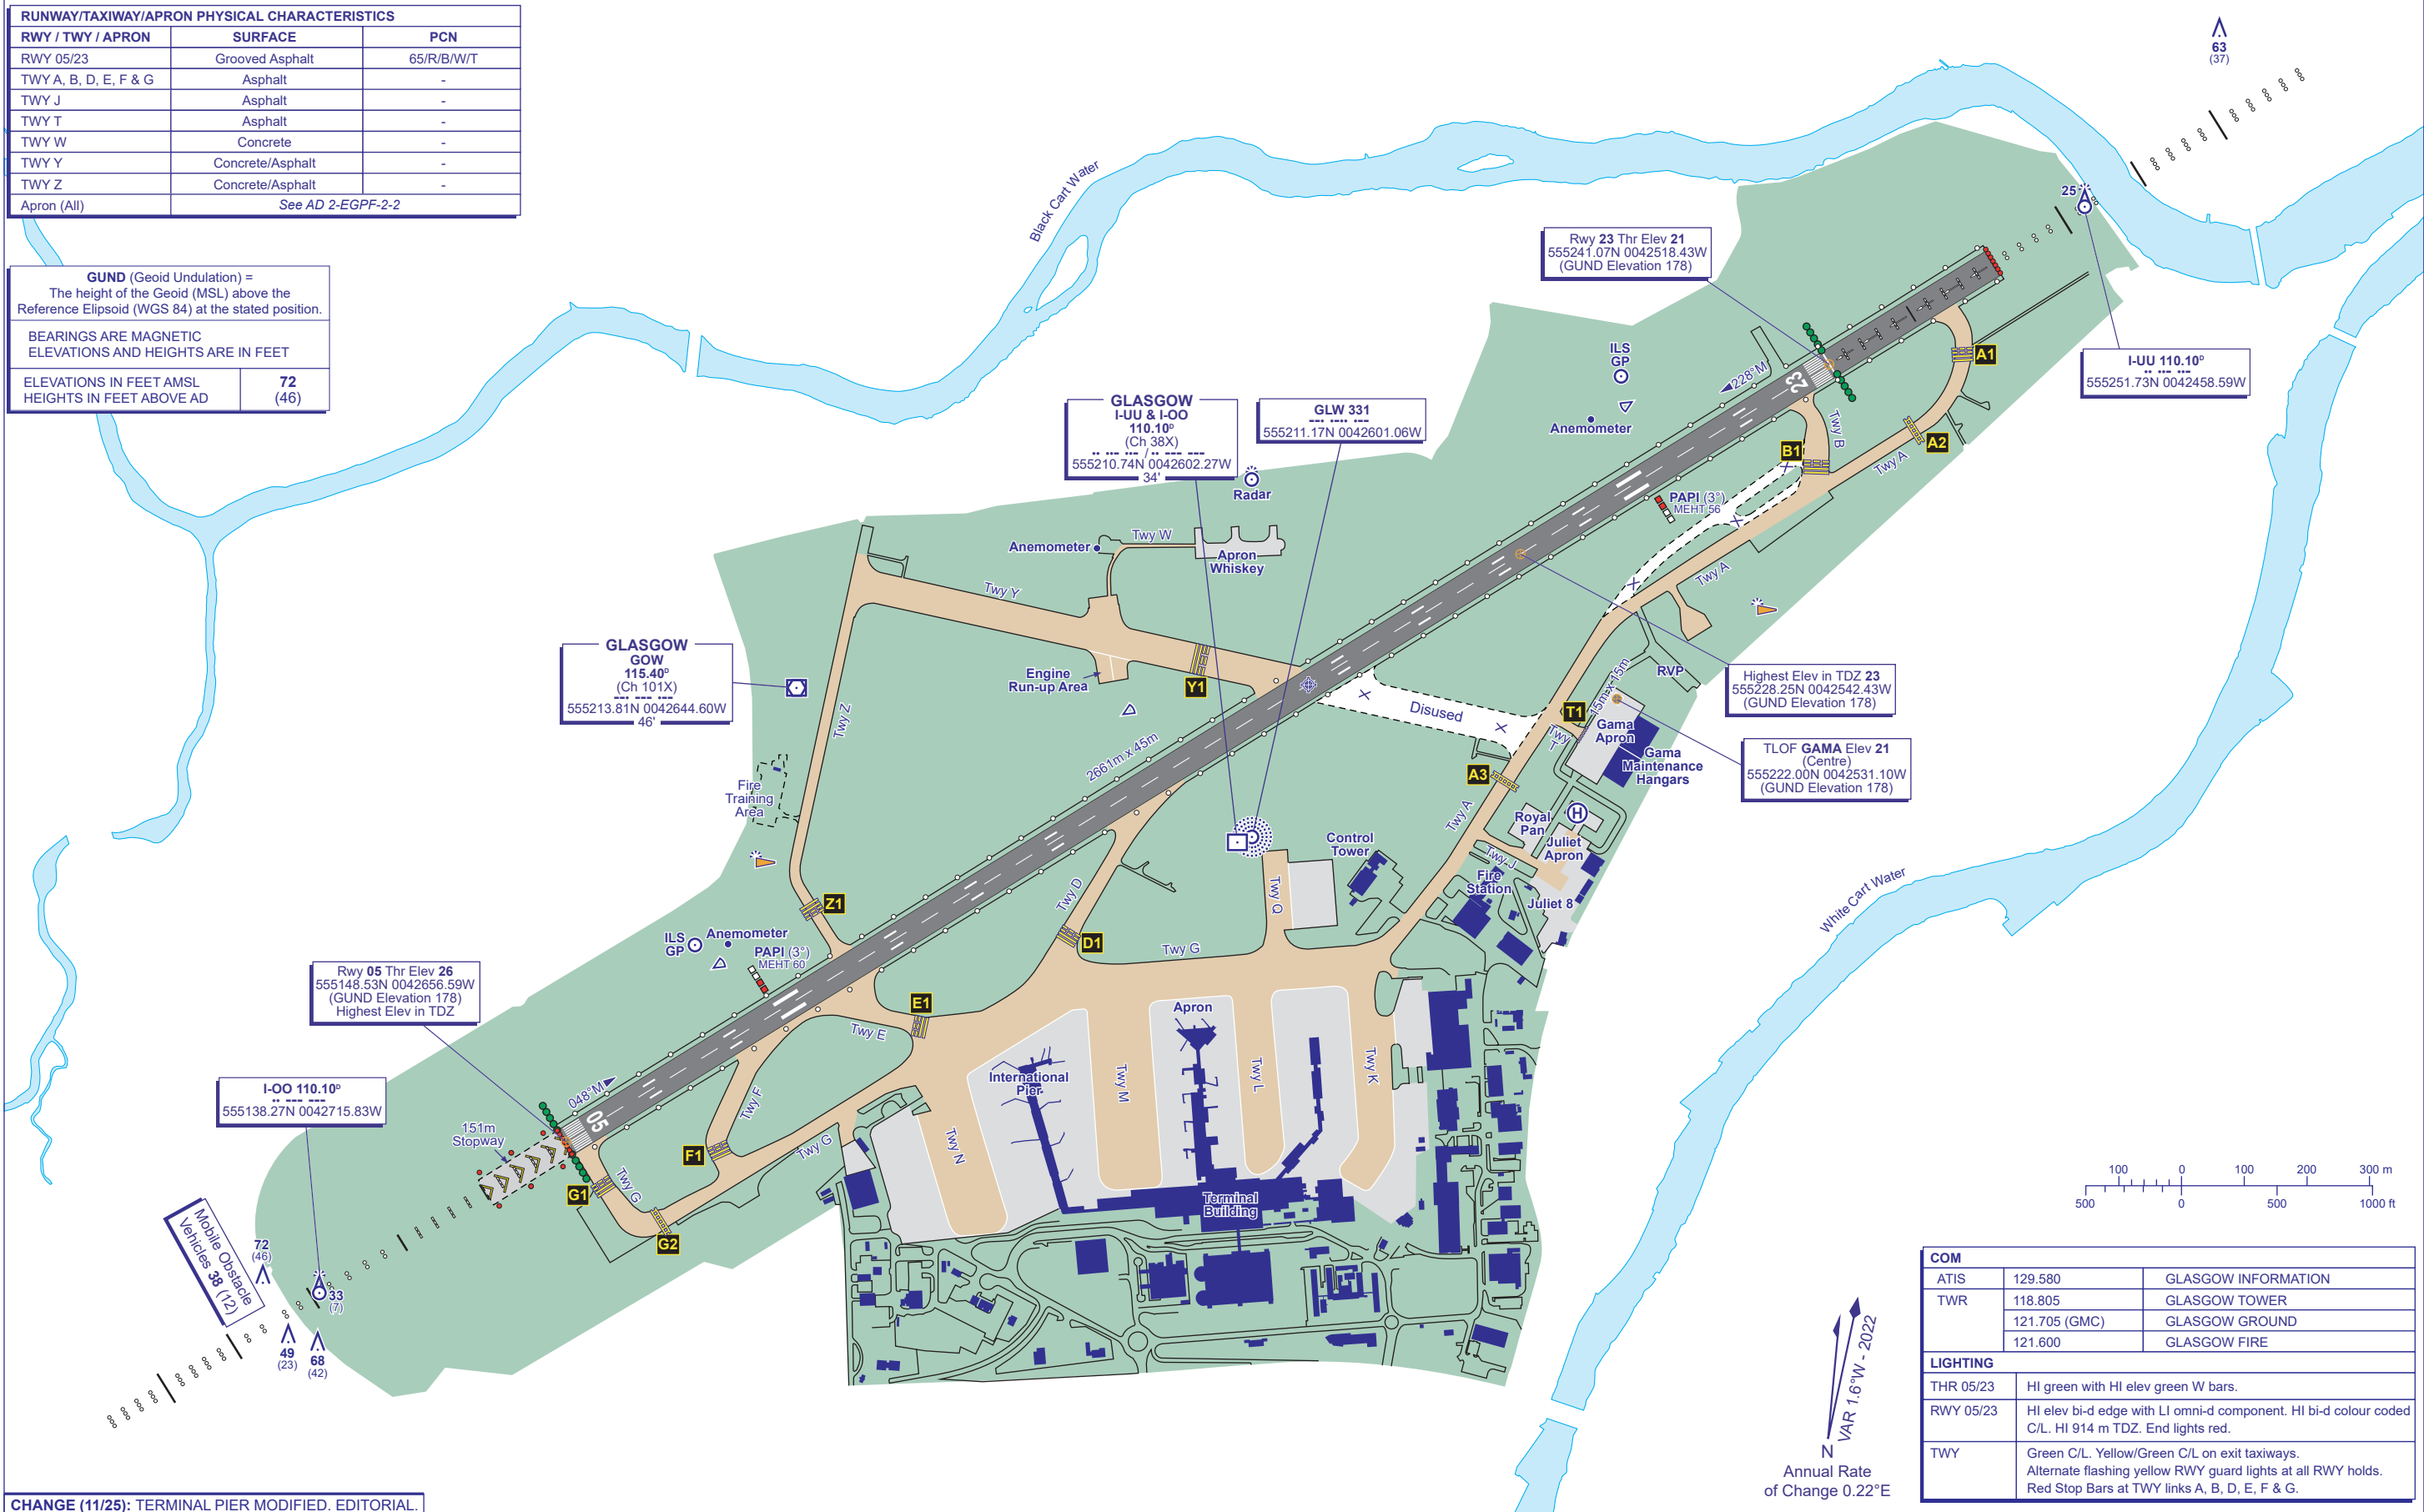 RUNWAY/TAXIWAY/APRON PHYSICAL CHARACTERISTICS
RWY / TWY / APRON SURFACE PCN
RWY 05/23 Grooved Asphalt 65/R/B/W/T
TWY A, B, D, E, F & G Asphalt -
TWY J Asphalt -
TWY T Asphalt -
TWY W Concrete -
TWY Y Concrete/Asphalt -
TWY Z Concrete/Asphalt -
Apron (All) See AD 2-EGPF-2-2
GUND (Geoid Undulation) =
The height of the Geoid (MSL) above the
Reference Elipsoid (WGS 84) at the stated position.
BEARINGS ARE MAGNETIC
ELEVATIONS AND HEIGHTS ARE IN FEET
ELEVATIONS IN FEET AMSL 72
HEIGHTS IN FEET ABOVE AD (46)
63
(37)
Black Cart Water
25
Rwy 23 Thr Elev 21
555241.07N 0042518.43W
(GUND Elevation 178)
I-UU 110.10ᴰ
555251.73N 0042458.59W
A1
A2
228°M
23
ILS
GP
Anemometer
Twy B
B1
Twy A
PAPI (3°)
MEHT 56
GLASGOW
I-UU & I-OO
110.10ᴰ
(Ch 38X)
555210.74N 0042602.27W
34'
GLW 331
555211.17N 0042601.06W
Radar
Anemometer
Twy W
Apron
Whiskey
Twy Y
Twy A
GLASGOW
GOW
115.40ᴰ
(Ch 101X)
555213.81N 0042644.60W
46'
Engine
Run-up Area
Y1
Twy Z
2661m x 45m
Disused
RVP
15m x 15m
T1
Twy
T
Gama
Apron
Gama
Maintenance
Hangars
Highest Elev in TDZ 23
555228.25N 0042542.43W
(GUND Elevation 178)
TLOF GAMA Elev 21
(Centre)
555222.00N 0042531.10W
(GUND Elevation 178)
A3
Twy A
Fire
Training
Area
Royal
Pan
H
Juliet
Apron
Control
Tower
Twy J
Fire
Station
Juliet 8
White Cart Water
Z1
Twy D
Twy Q
D1
Twy G
ILS
GP
Anemometer
PAPI (3°)
MEHT 60
E1
Twy E
Rwy 05 Thr Elev 26
555148.53N 0042656.59W
(GUND Elevation 178)
Highest Elev in TDZ
Apron
International
Pier
Twy M
Twy L
Twy K
Twy N
Terminal
Building
I-OO 110.10ᴰ
555138.27N 0042715.83W
048°M
05
151m
Stopway
Twy F
F1
Twy G
G1
Twy G
G2
Mobile Obstacle
Vehicles 38 (12)
72
(46)
33
(7)
49
(23)
68
(42)
100 0 100 200 300 m
500 0 500 1000 ft
VAR 1.6°W - 2022
N
Annual Rate
of Change 0.22°E
COM
ATIS 129.580 GLASGOW INFORMATION
TWR 118.805 GLASGOW TOWER
121.705 (GMC) GLASGOW GROUND
121.600 GLASGOW FIRE
LIGHTING
THR 05/23 HI green with HI elev green W bars.
RWY 05/23 HI elev bi-d edge with LI omni-d component. HI bi-d colour coded
C/L. HI 914 m TDZ. End lights red.
TWY Green C/L. Yellow/Green C/L on exit taxiways.
Alternate flashing yellow RWY guard lights at all RWY holds.
Red Stop Bars at TWY links A, B, D, E, F & G.
CHANGE (11/25): TERMINAL PIER MODIFIED. EDITORIAL.